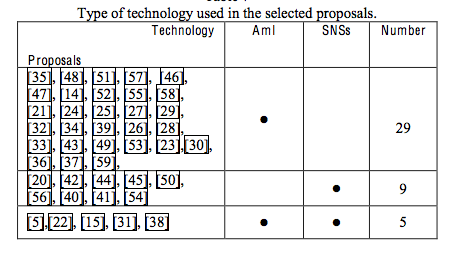 Type of technology used in the selected proposals.
Technology AmI SNSs Number
Proposals
[35], [48], [51], [57], [46],
[47], [14], [52], [55], [58],
[21], [24], [25], [27], [29],
[32], [34], [39], [26], [28],
[33], [43], [49], [53], [23],[30],
[36], [37], [59],
● 29
[20], [42], [44], [45], [50],
[56], [40], [41], [54]
● 9
[5],[22], [15], [31], [38] ● ● 5